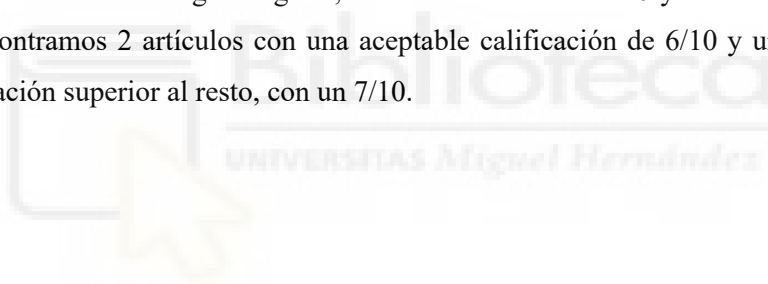 ontramos 2 artículos con una aceptable calificación de 6/10 y u
ación superior al resto, con un 7/10.
Biblioteca
UNIVERSITAS Miguel Hernández